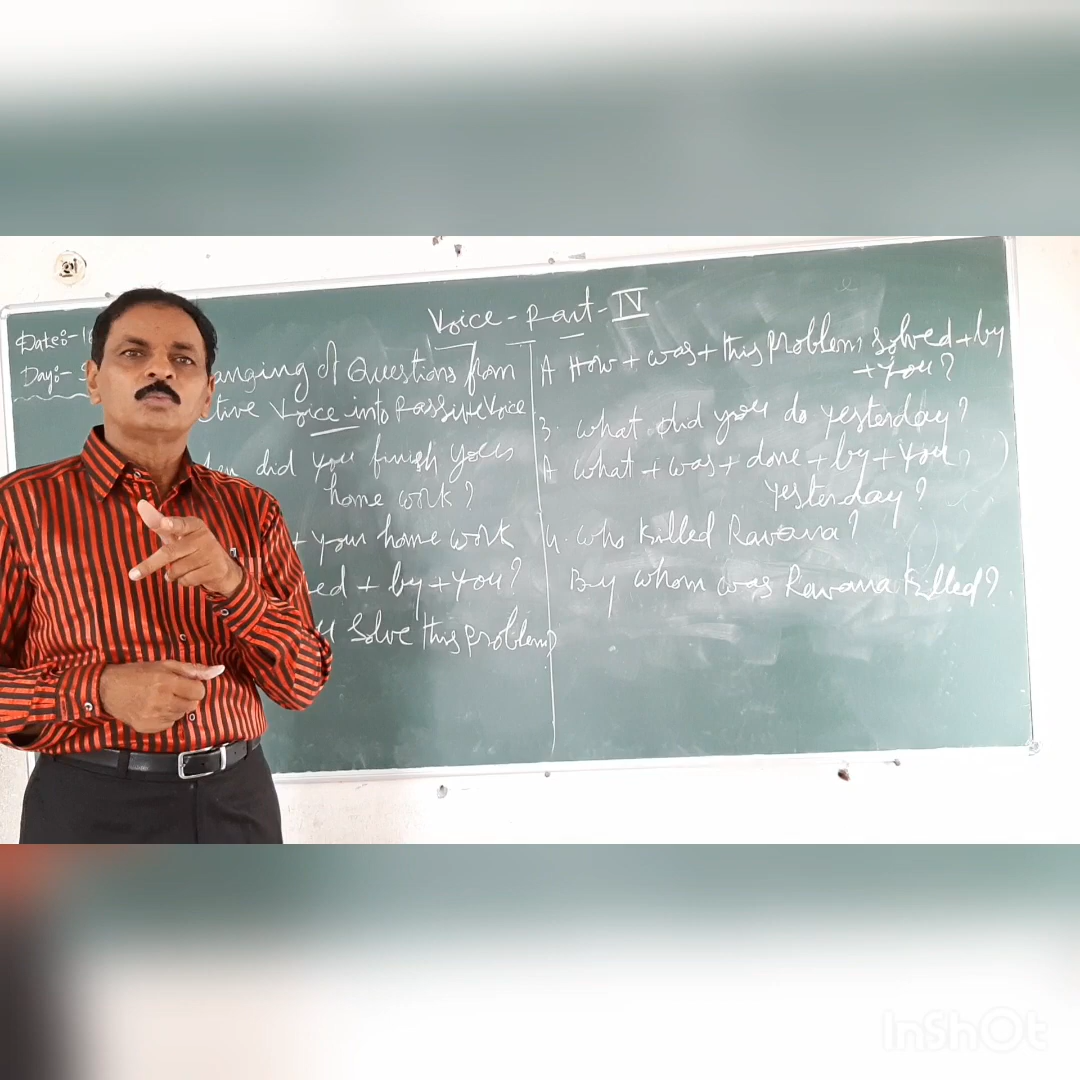 Voice - Part - IV
Date:- 1
Day:- S
anging Of Questions from
tive Voice into Passive Voice
en did you finish your
home work?
+ your home work
ed + by + you?
solve this problem?
A How + was + this problem solved + by
+ you?
3. what did you do yesterday?
A what + was + done + by + you
yesterday?
4. who killed Ravana?
By whom was Ravana killed?
InShOt